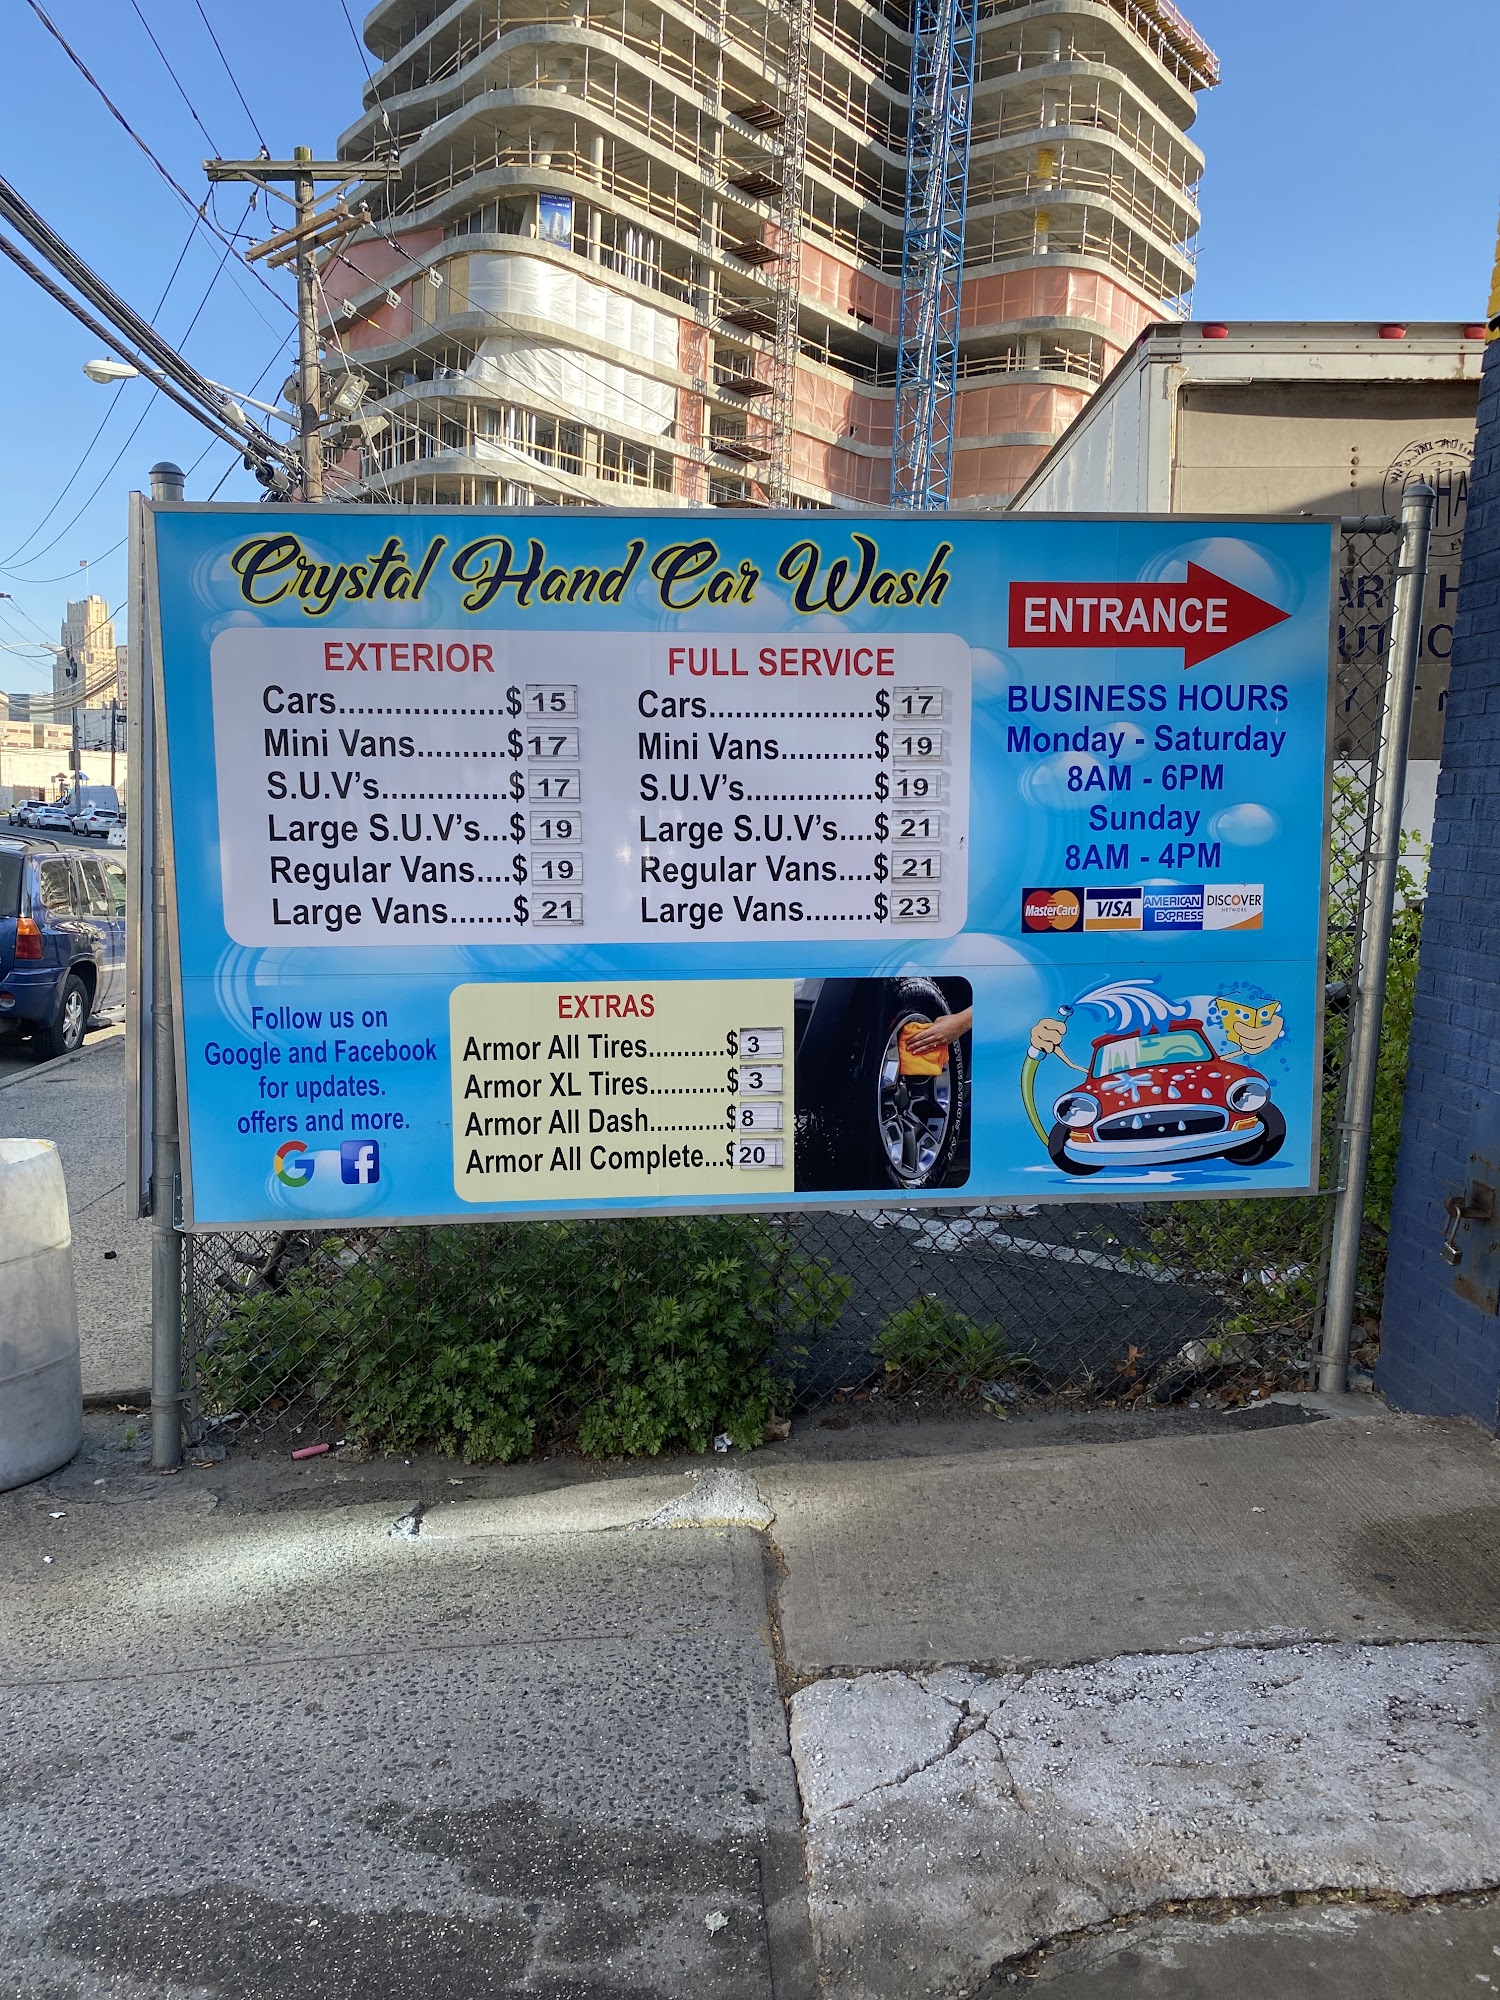 Crystal Hand Car Wash
ENTRANCE
EXTERIOR
Cars..................$ 15
Mini Vans..........$ 17
S.U.V's..............$ 17
Large S.U.V's...$ 19
Regular Vans....$ 19
Large Vans.......$ 21
FULL SERVICE
Cars..................$ 17
Mini Vans...........$ 19
S.U.V's...............$ 19
Large S.U.V's....$ 21
Regular Vans....$ 21
Large Vans........$ 23
BUSINESS HOURS
Monday - Saturday
8AM - 6PM
Sunday
8AM - 4PM
MasterCard VISA AMERICAN EXPRESS DISCOVER NETWORK
Follow us on
Google and Facebook
for updates.
offers and more.
G f
EXTRAS
Armor All Tires...........$ 3
Armor XL Tires...........$ 3
Armor All Dash...........$ 8
Armor All Complete...$ 20